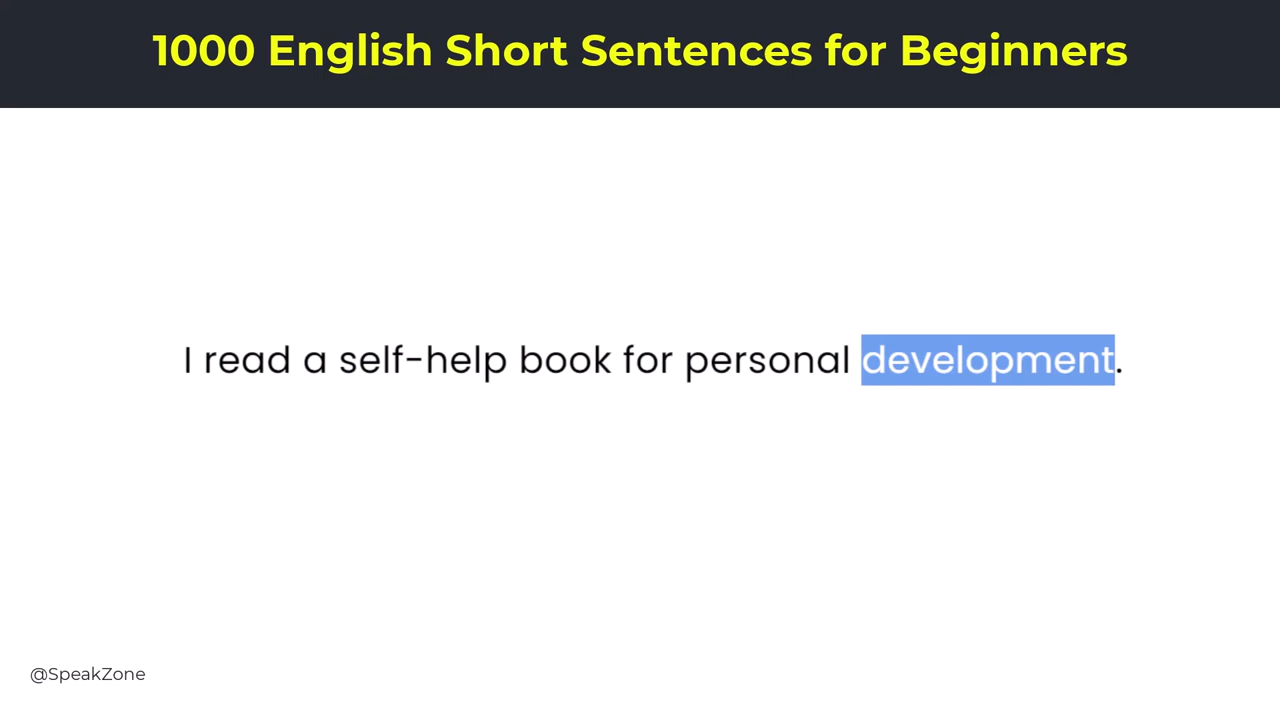 1000 English Short Sentences for Beginners
I read a self-help book for personal development.
@SpeakZone